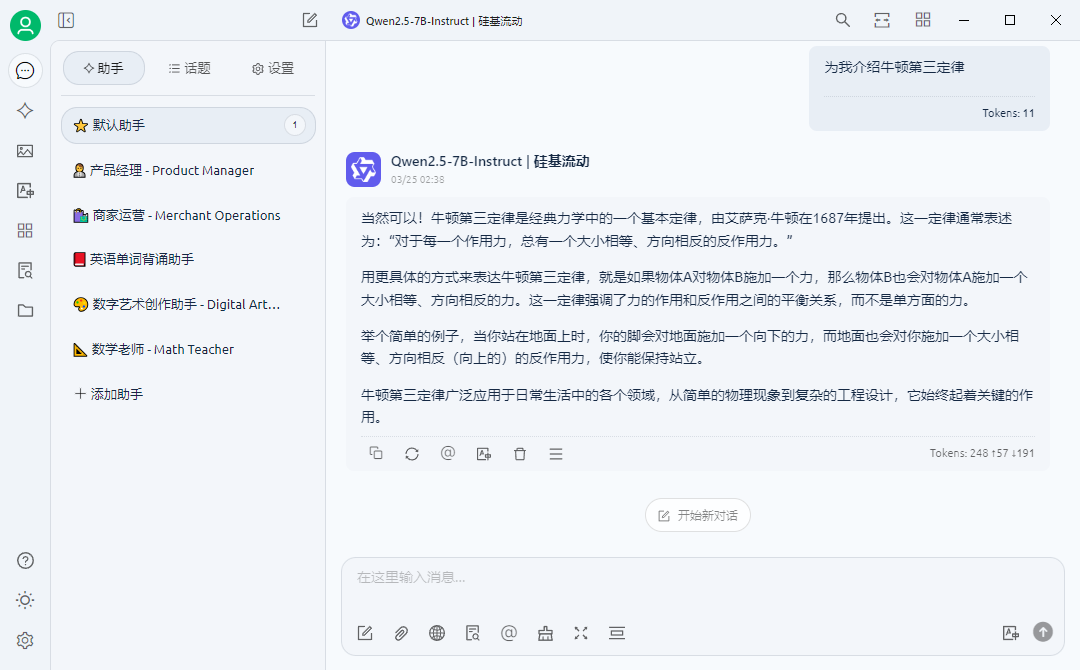 Qwen2.5-7B-Instruct | 硅基流动
助手
话题
设置
默认助手
1
产品经理 - Product Manager
商家运营 - Merchant Operations
英语单词背诵助手
数字艺术创作助手 - Digital Art...
数学老师 - Math Teacher
添加助手
为我介绍牛顿第三定律
Tokens: 11
Qwen2.5-7B-Instruct | 硅基流动
03/25 02:38
当然可以！牛顿第三定律是经典力学中的一个基本定律，由艾萨克·牛顿在1687年提出。这一定律通常表述
为：“对于每一个作用力，总有一个大小相等、方向相反的反作用力。”
用更具体的方式来表达牛顿第三定律，就是如果物体A对物体B施加一个力，那么物体B也会对物体A施加一个
大小相等、方向相反的力。这一定律强调了力的作用和反作用之间的平衡关系，而不是单方面的力。
举个简单的例子，当你站在地面上时，你的脚会对地面施加一个向下的力，而地面也会对你施加一个大小相
等、方向相反（向上的）的反作用力，使你能保持站立。
牛顿第三定律广泛应用于日常生活中的各个领域，从简单的物理现象到复杂的工程设计，它始终起着关键的作
用。
Tokens: 248 ↑57 ↓191
开始新对话
在这里输入消息...